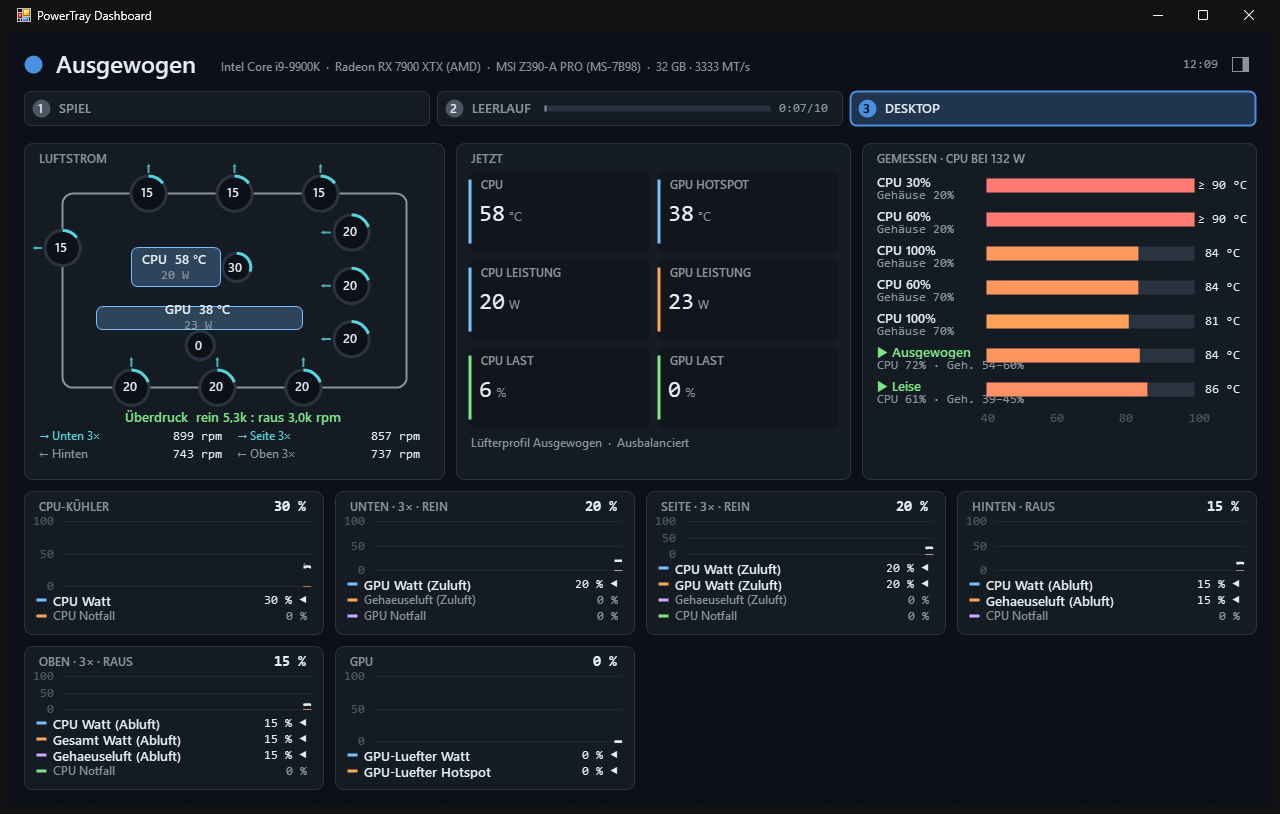 PowerTray Dashboard
Ausgewogen Intel Core i9-9900K · Radeon RX 7900 XTX (AMD) · MSI Z390-A PRO (MS-7B98) · 32 GB · 3333 MT/s 12:09
1 SPIEL
2 LEERLAUF 0:07/10
3 DESKTOP
LUFTSTROM
15 15 15
20
15
CPU 58 °C
20 W
30
20
GPU 38 °C
23 W
20
0
20 20 20
Überdruck rein 5,3k : raus 3,0k rpm
→ Unten 3× 899 rpm → Seite 3× 857 rpm
← Hinten 743 rpm ← Oben 3× 737 rpm
JETZT
CPU
58 °C
GPU HOTSPOT
38 °C
CPU LEISTUNG
20 W
GPU LEISTUNG
23 W
CPU LAST
6 %
GPU LAST
0 %
Lüfterprofil Ausgewogen · Ausbalanciert
GEMESSEN · CPU BEI 132 W
CPU 30% ≥ 90 °C
Gehäuse 20%
CPU 60% ≥ 90 °C
Gehäuse 20%
CPU 100% 84 °C
Gehäuse 20%
CPU 60% 84 °C
Gehäuse 70%
CPU 100% 81 °C
Gehäuse 70%
▶ Ausgewogen 84 °C
CPU 72% · Geh. 54–60%
▶ Leise 86 °C
CPU 61% · Geh. 39–45%
40 60 80 100
CPU-KÜHLER 30 %
100
50
0
CPU Watt 30 % ◄
CPU Notfall 0 %
UNTEN · 3× · REIN 20 %
100
50
0
GPU Watt (Zuluft) 20 % ◄
Gehaeuseluft (Zuluft) 0 %
GPU Notfall 0 %
SEITE · 3× · REIN 20 %
100
50
0
CPU Watt (Zuluft) 20 % ◄
GPU Watt (Zuluft) 20 % ◄
Gehaeuseluft (Zuluft) 0 %
CPU Notfall 0 %
HINTEN · RAUS 15 %
100
50
0
CPU Watt (Abluft) 15 % ◄
Gehaeuseluft (Abluft) 15 % ◄
CPU Notfall 0 %
OBEN · 3× · RAUS 15 %
100
50
0
CPU Watt (Abluft) 15 % ◄
Gesamt Watt (Abluft) 15 % ◄
Gehaeuseluft (Abluft) 15 % ◄
CPU Notfall 0 %
GPU 0 %
100
50
0
GPU-Luefter Watt 0 % ◄
GPU-Luefter Hotspot 0 % ◄